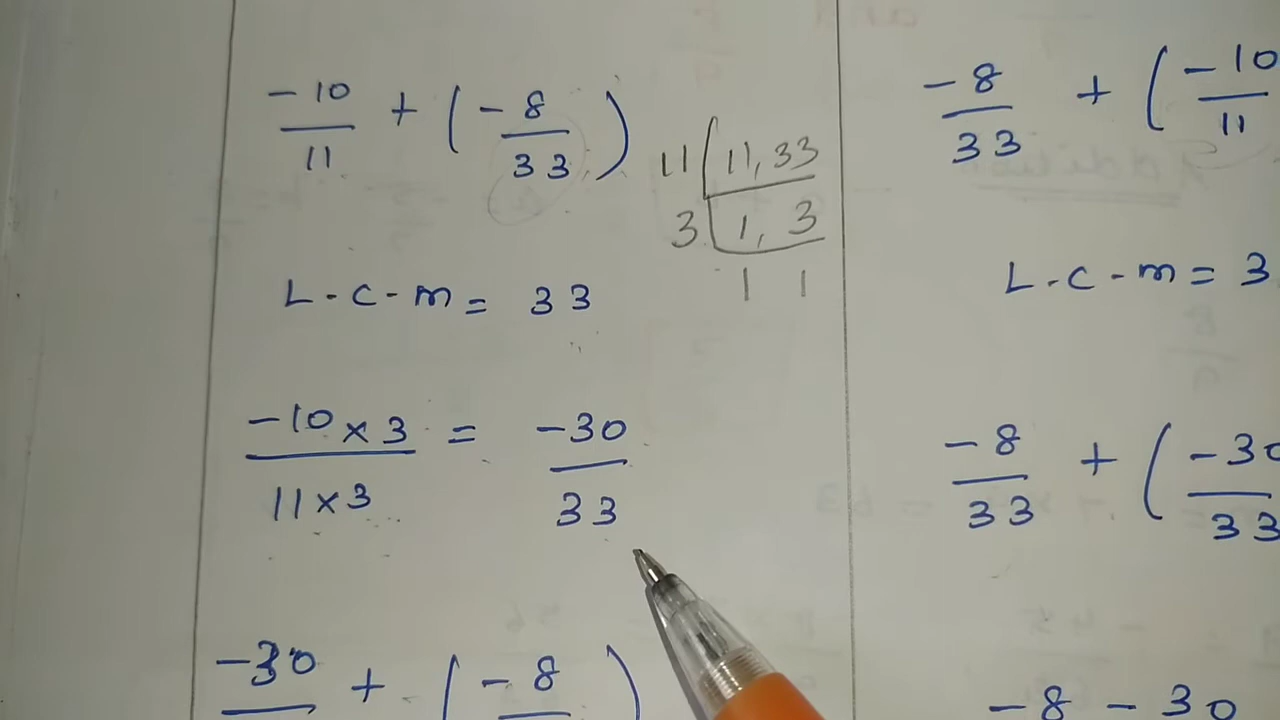 -10/11 + (-8/33)
11 | 11, 33
3 | 1, 3
1 1
L-C-m = 33
-10 x 3 / 11 x 3 = -30/33
-30 + (-8 )
-8/33 + (-10/11
L-C-m = 3
-8/33 + (-30/33
-8 - 30